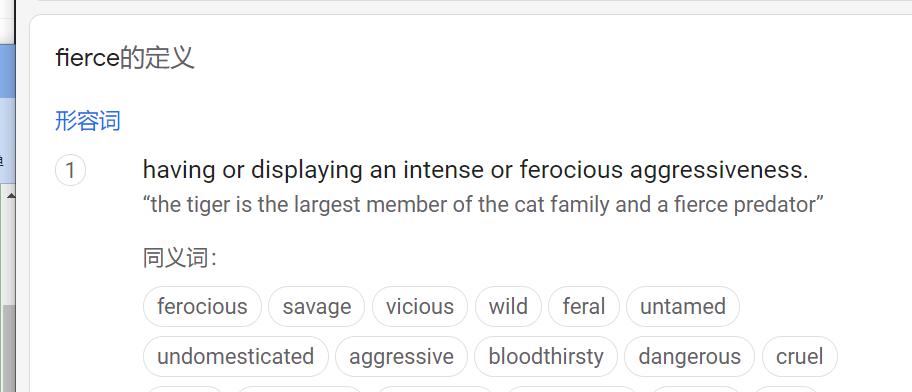 fierce的定义
形容词
1 having or displaying an intense or ferocious aggressiveness.
“the tiger is the largest member of the cat family and a fierce predator”
同义词：
ferocious savage vicious wild feral untamed
undomesticated aggressive bloodthirsty dangerous cruel